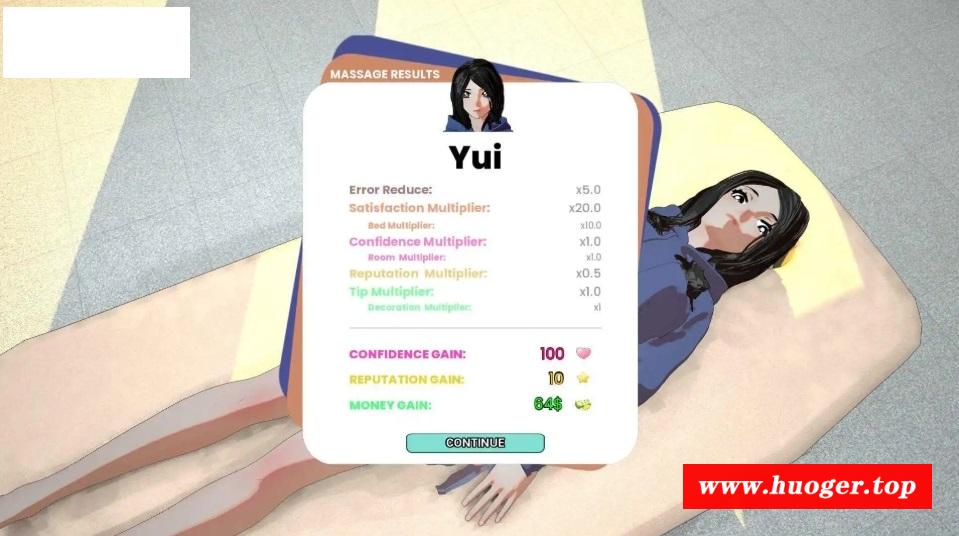 MASSAGE RESULTS
Yui
Error Reduce: x5.0
Satisfaction Multiplier: x20.0
Bed Multiplier: x10.0
Confidence Multiplier: x1.0
Room Multiplier: x1.0
Reputation Multiplier: x0.5
Tip Multiplier: x1.0
Decoration Multiplier: x1
CONFIDENCE GAIN: 100
REPUTATION GAIN: 10
MONEY GAIN: 64$
CONTINUE
www.huoger.top